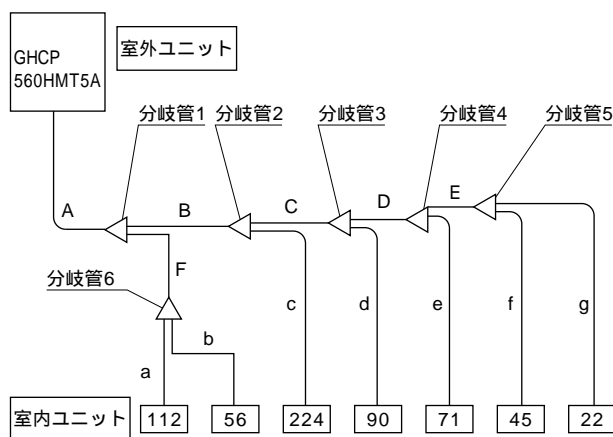 GHCP
560HMT5A
室外ユニット
分岐管1
分岐管2
分岐管3
分岐管4
分岐管5
A
B
C
D
E
F
分岐管6
a
b
c
d
e
f
g
室内ユニット
112
56
224
90
71
45
22